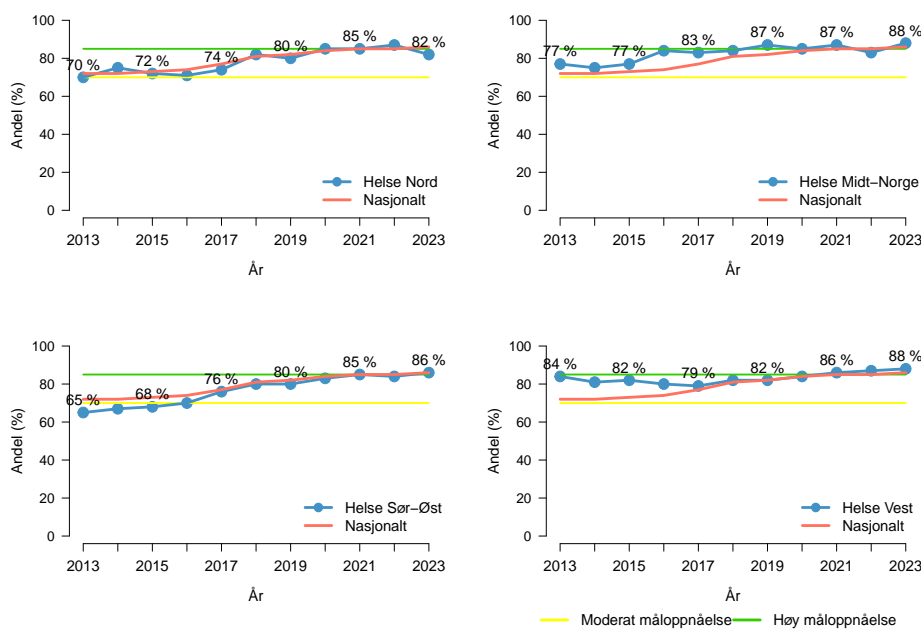 100
80
60
40
20
0
Andel (%)
70 % 72 % 74 % 80 % 85 % 82 %
Helse Nord
Nasjonalt
2013 2015 2017 2019 2021 2023
År
100
80
60
40
20
0
Andel (%)
77 % 77 % 83 % 87 % 87 % 88 %
Helse Midt−Norge
Nasjonalt
2013 2015 2017 2019 2021 2023
År
100
80
60
40
20
0
Andel (%)
65 % 68 % 76 % 80 % 85 % 86 %
Helse Sør−Øst
Nasjonalt
2013 2015 2017 2019 2021 2023
År
100
80
60
40
20
0
Andel (%)
84 % 82 % 79 % 82 % 86 % 88 %
Helse Vest
Nasjonalt
2013 2015 2017 2019 2021 2023
År
Moderat måloppnåelse Høy måloppnåelse